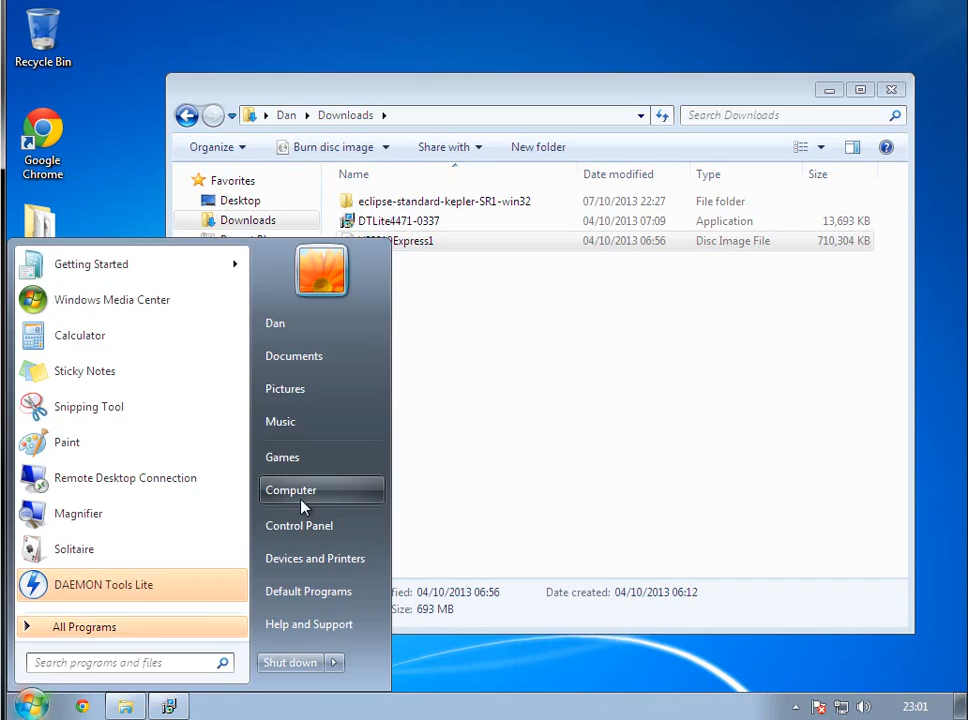 Recycle Bin
Google
Chrome
Dan
Downloads
Search Downloads
Organize
Burn disc image
Share with
New folder
Favorites
Desktop
Downloads
Name
Date modified
Type
Size
eclipse-standard-kepler-SR1-win32
07/10/2013 22:27
File folder
DTLite4471-0337
04/10/2013 07:09
Application
13,693 KB
Express1
04/10/2013 06:56
Disc Image File
710,304 KB
04/10/2013 06:56
Date created: 04/10/2013 06:12
Size: 693 MB
Getting Started
Windows Media Center
Calculator
Sticky Notes
Snipping Tool
Paint
Remote Desktop Connection
Magnifier
Solitaire
DAEMON Tools Lite
All Programs
Search programs and files
Dan
Documents
Pictures
Music
Games
Computer
Control Panel
Devices and Printers
Default Programs
Help and Support
Shut down
23:01